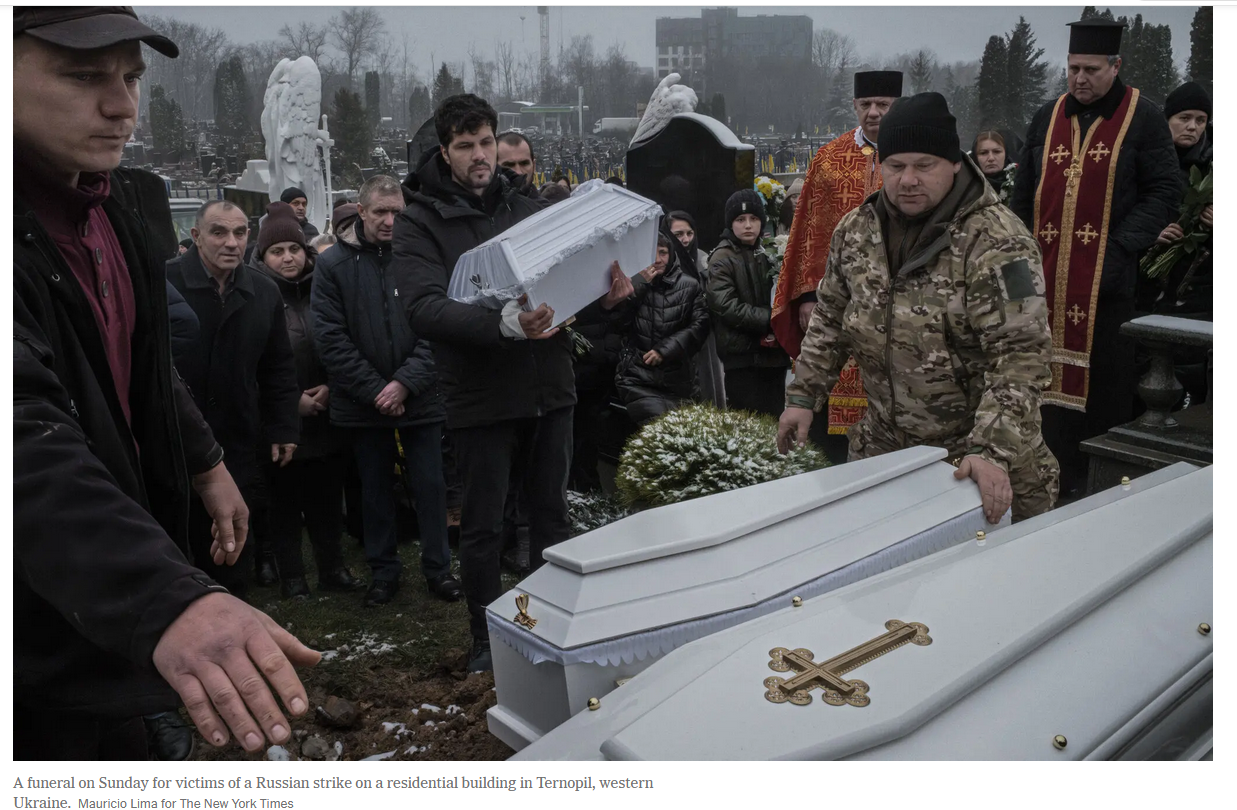 A funeral on Sunday for victims of a Russian strike on a residential building in Ternopil, western
Ukraine. Mauricio Lima for The New York Times